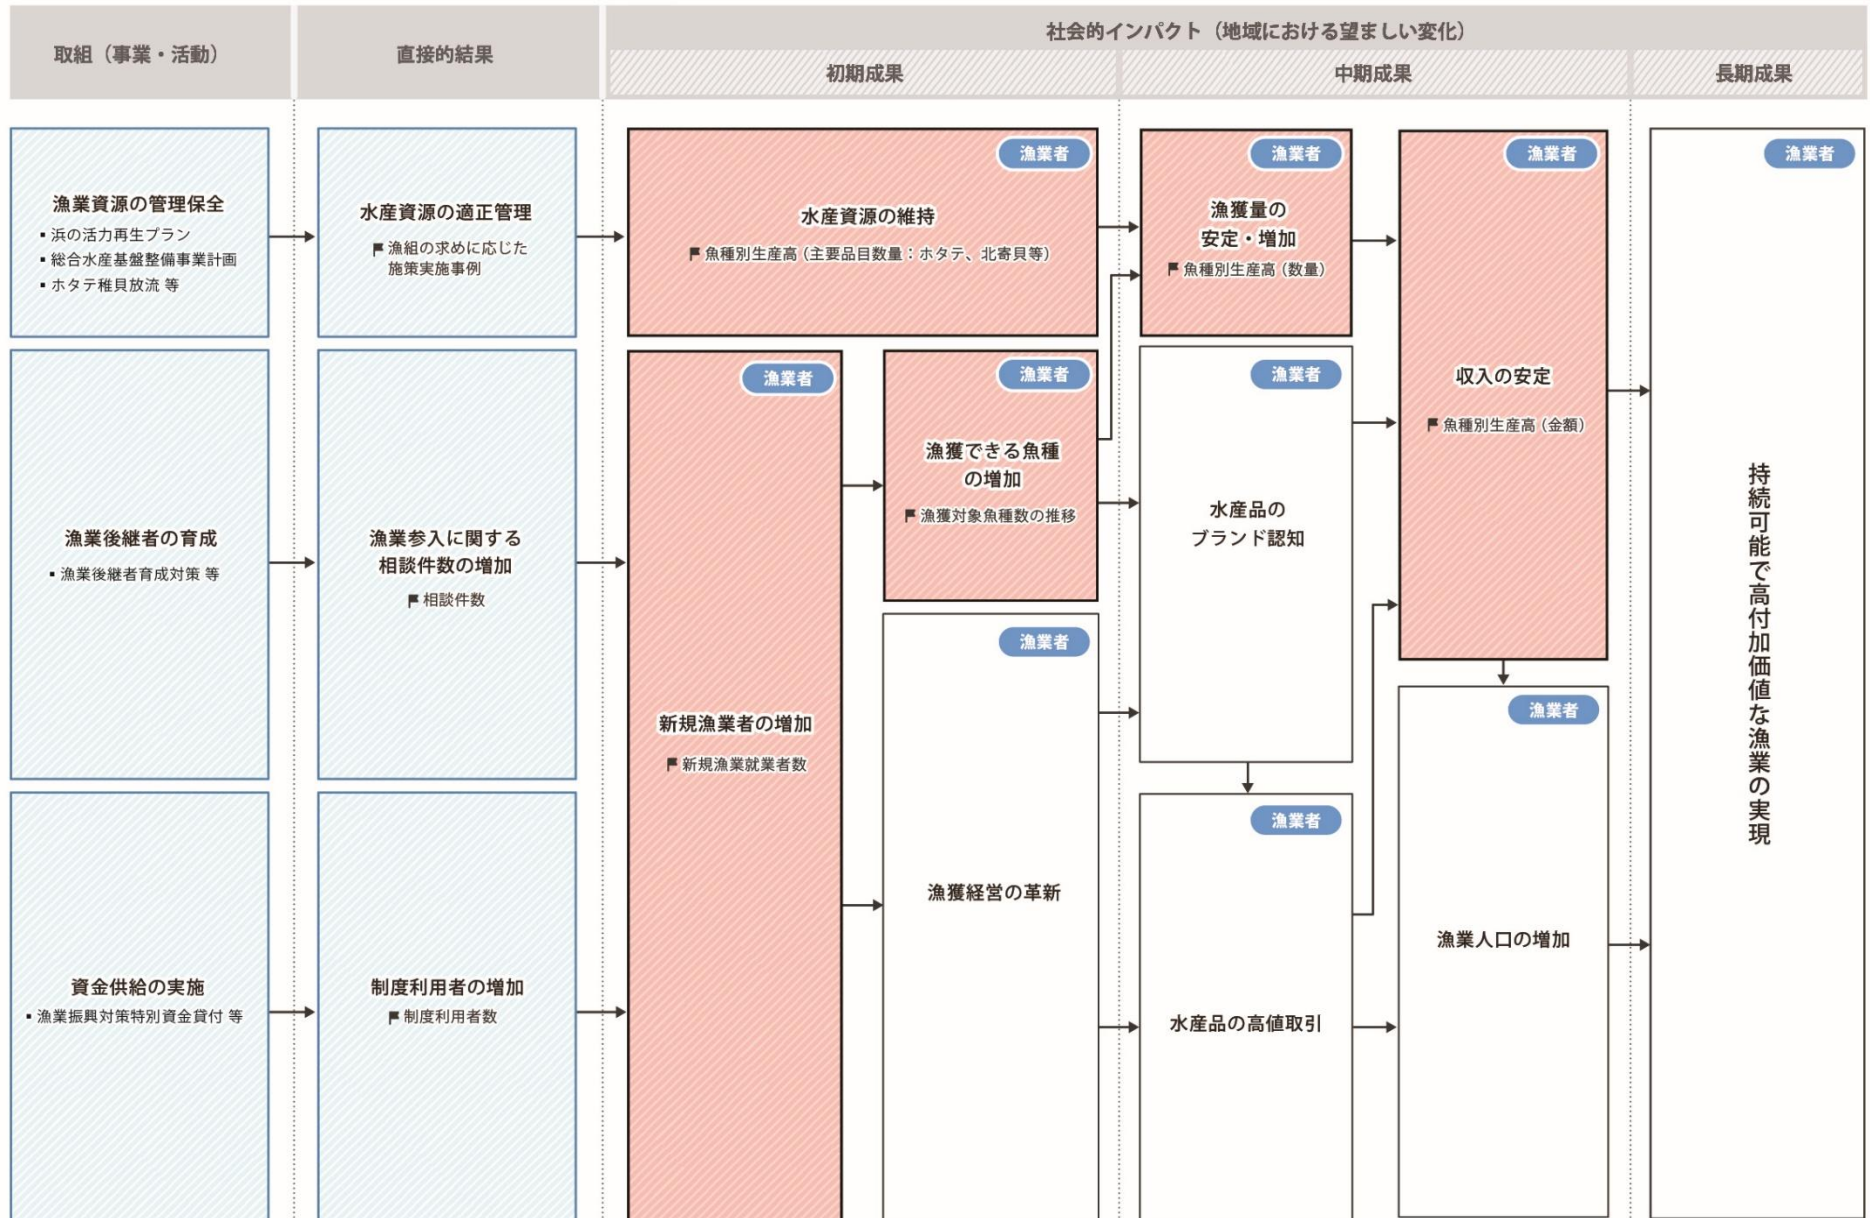 取組（事業・活動）
直接的結果
社会的インパクト（地域における望ましい変化）
初期成果
中期成果
長期成果
漁業資源の管理保全
▪ 浜の活力再生プラン
▪ 総合水産基盤整備事業計画
▪ ホタテ稚貝放流 等
水産資源の適正管理
漁組の求めに応じた
施策実施事例
漁業者
水産資源の維持
魚種別生産高（主要品目数量：ホタテ、北寄貝等）
漁業者
漁獲量の
安定・増加
魚種別生産高（数量）
漁業者
収入の安定
魚種別生産高（金額）
漁業者
持続可能で高付加価値な漁業の実現
漁業後継者の育成
▪ 漁業後継者育成対策 等
漁業参入に関する
相談件数の増加
相談件数
漁業者
新規漁業者の増加
新規漁業就業者数
漁業者
漁獲できる魚種
の増加
漁獲対象魚種数の推移
漁業者
水産品の
ブランド認知
漁業者
漁獲経営の革新
漁業者
水産品の高値取引
漁業者
漁業人口の増加
資金供給の実施
▪ 漁業振興対策特別資金貸付 等
制度利用者の増加
制度利用者数